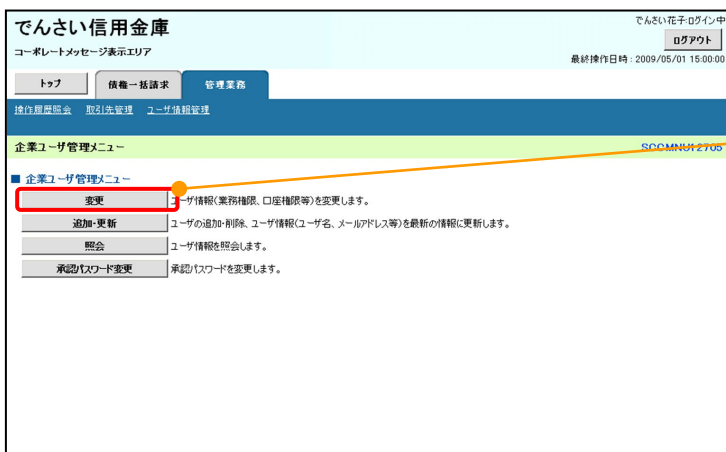 でんさい信用金庫
コーポレートメッセージ表示エリア
でんさい花子:ログイン中
ログアウト
最終操作日時：2009/05/01 15:00:00
トップ 債権一括請求 管理業務
操作履歴照会 取引先管理 ユーザ情報管理
企業ユーザ管理メニュー SCCMNU12705
■ 企業ユーザ管理メニュー
変更 ユーザ情報(業務権限、口座権限等)を変更します。
追加・更新 ユーザの追加・削除、ユーザ情報(ユーザ名、メールアドレス等)を最新の情報に更新します。
照会 ユーザ情報を照会します。
承認パスワード変更 承認パスワードを変更します。